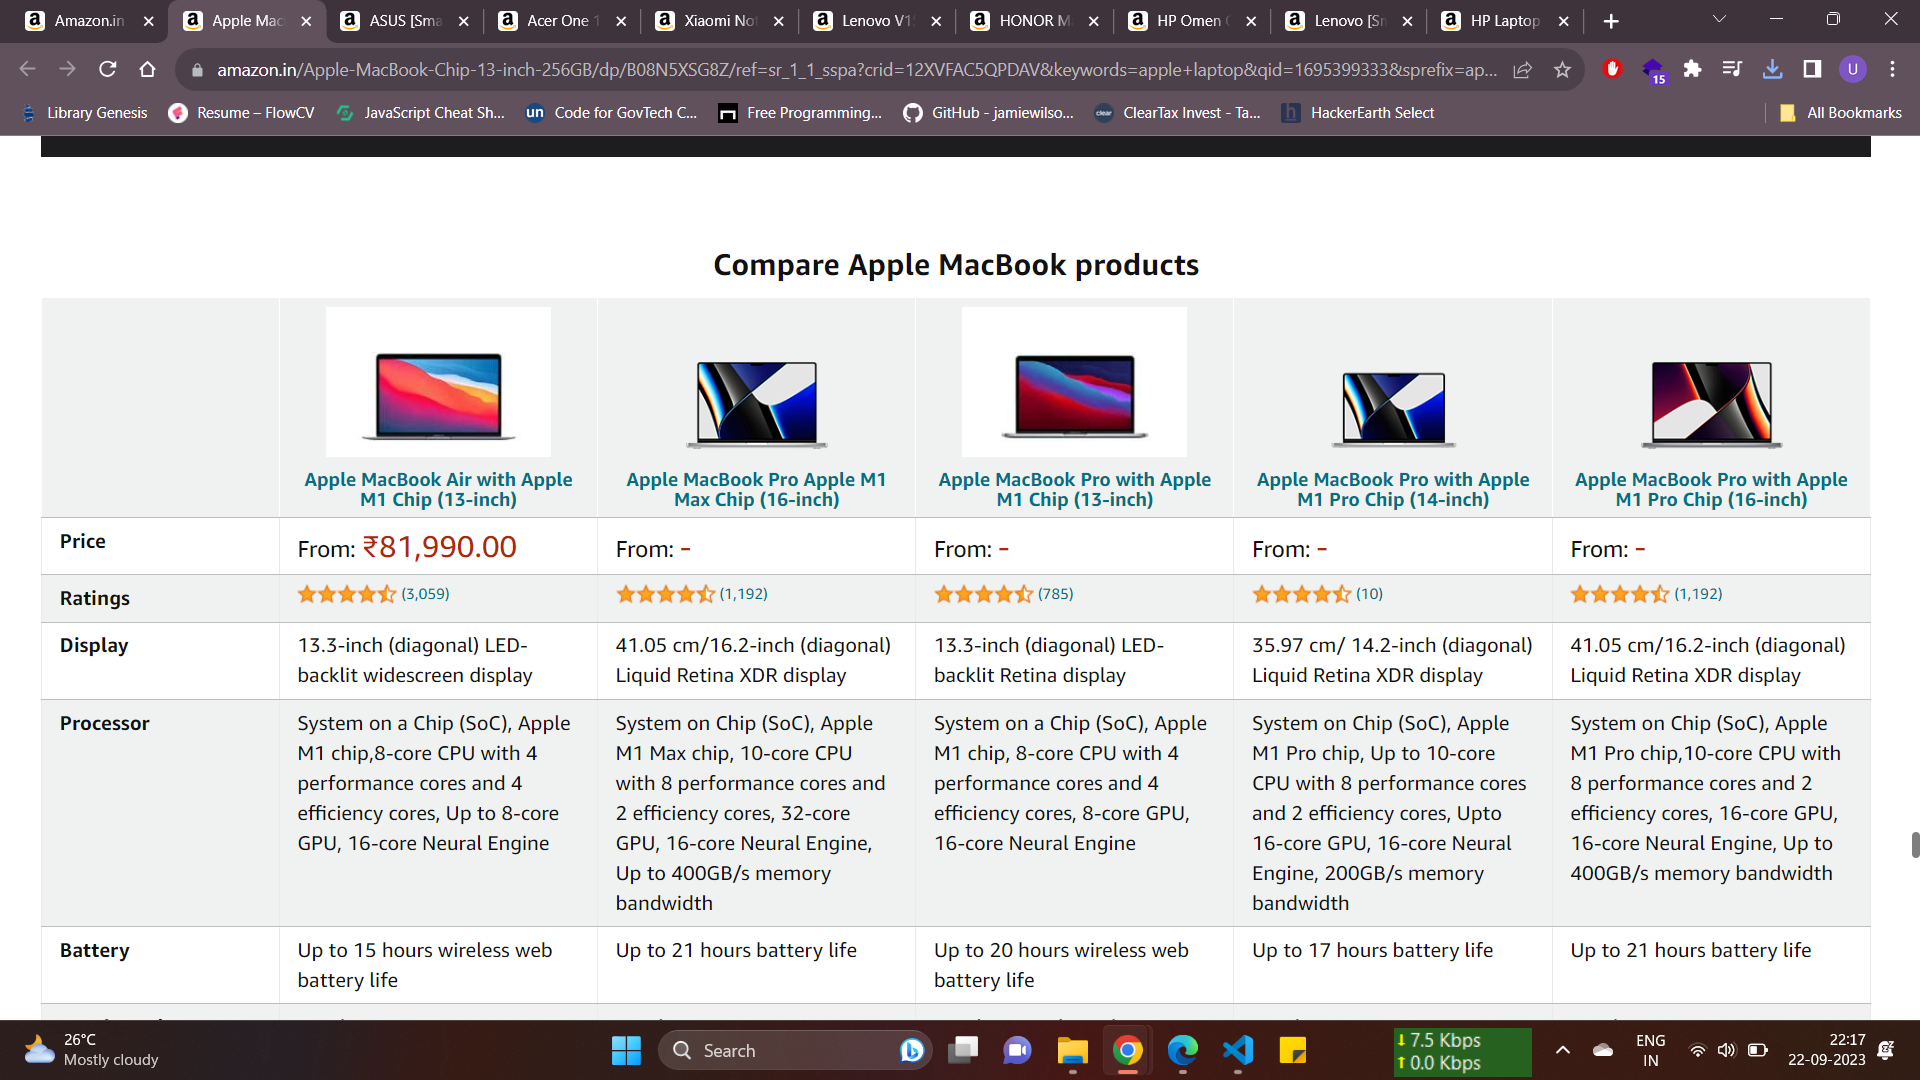 Amazon.in
Apple Mac
ASUS [Sma
Acer One 1
Xiaomi No
Lenovo V1
HONOR M
HP Omen
Lenovo [Sn
HP Laptop
amazon.in/Apple-MacBook-Chip-13-inch-256GB/dp/B08N5XSG8Z/ref=sr_1_1_sspa?crid=12XVFAC5QPDAV&keywords=apple+laptop&qid=1695399333&sprefix=ap...
15
U
Library Genesis
Resume – FlowCV
JavaScript Cheat Sh...
un
Code for GovTech C...
Free Programming...
GitHub - jamiewilso...
clear
ClearTax Invest - Ta...
h
HackerEarth Select
All Bookmarks
Compare Apple MacBook products
Apple MacBook Air with Apple
M1 Chip (13-inch)
Apple MacBook Pro Apple M1
Max Chip (16-inch)
Apple MacBook Pro with Apple
M1 Chip (13-inch)
Apple MacBook Pro with Apple
M1 Pro Chip (14-inch)
Apple MacBook Pro with Apple
M1 Pro Chip (16-inch)
Price
From: ₹81,990.00
From: -
From: -
From: -
From: -
Ratings
(3,059)
(1,192)
(785)
(10)
(1,192)
Display
13.3-inch (diagonal) LED-
backlit widescreen display
41.05 cm/16.2-inch (diagonal)
Liquid Retina XDR display
13.3-inch (diagonal) LED-
backlit Retina display
35.97 cm/ 14.2-inch (diagonal)
Liquid Retina XDR display
41.05 cm/16.2-inch (diagonal)
Liquid Retina XDR display
Processor
System on a Chip (SoC), Apple
M1 chip,8-core CPU with 4
performance cores and 4
efficiency cores, Up to 8-core
GPU, 16-core Neural Engine
System on Chip (SoC), Apple
M1 Max chip, 10-core CPU
with 8 performance cores and
2 efficiency cores, 32-core
GPU, 16-core Neural Engine,
Up to 400GB/s memory
bandwidth
System on a Chip (SoC), Apple
M1 chip, 8-core CPU with 4
performance cores and 4
efficiency cores, 8-core GPU,
16-core Neural Engine
System on Chip (SoC), Apple
M1 Pro chip, Up to 10-core
CPU with 8 performance cores
and 2 efficiency cores, Upto
16-core GPU, 16-core Neural
Engine, 200GB/s memory
bandwidth
System on Chip (SoC), Apple
M1 Pro chip,10-core CPU with
8 performance cores and 2
efficiency cores, 16-core GPU,
16-core Neural Engine, Up to
400GB/s memory bandwidth
Battery
Up to 15 hours wireless web
battery life
Up to 21 hours battery life
Up to 20 hours wireless web
battery life
Up to 17 hours battery life
Up to 21 hours battery life
26°C
Mostly cloudy
Search
7.5 Kbps
0.0 Kbps
ENG
IN
22:17
22-09-2023